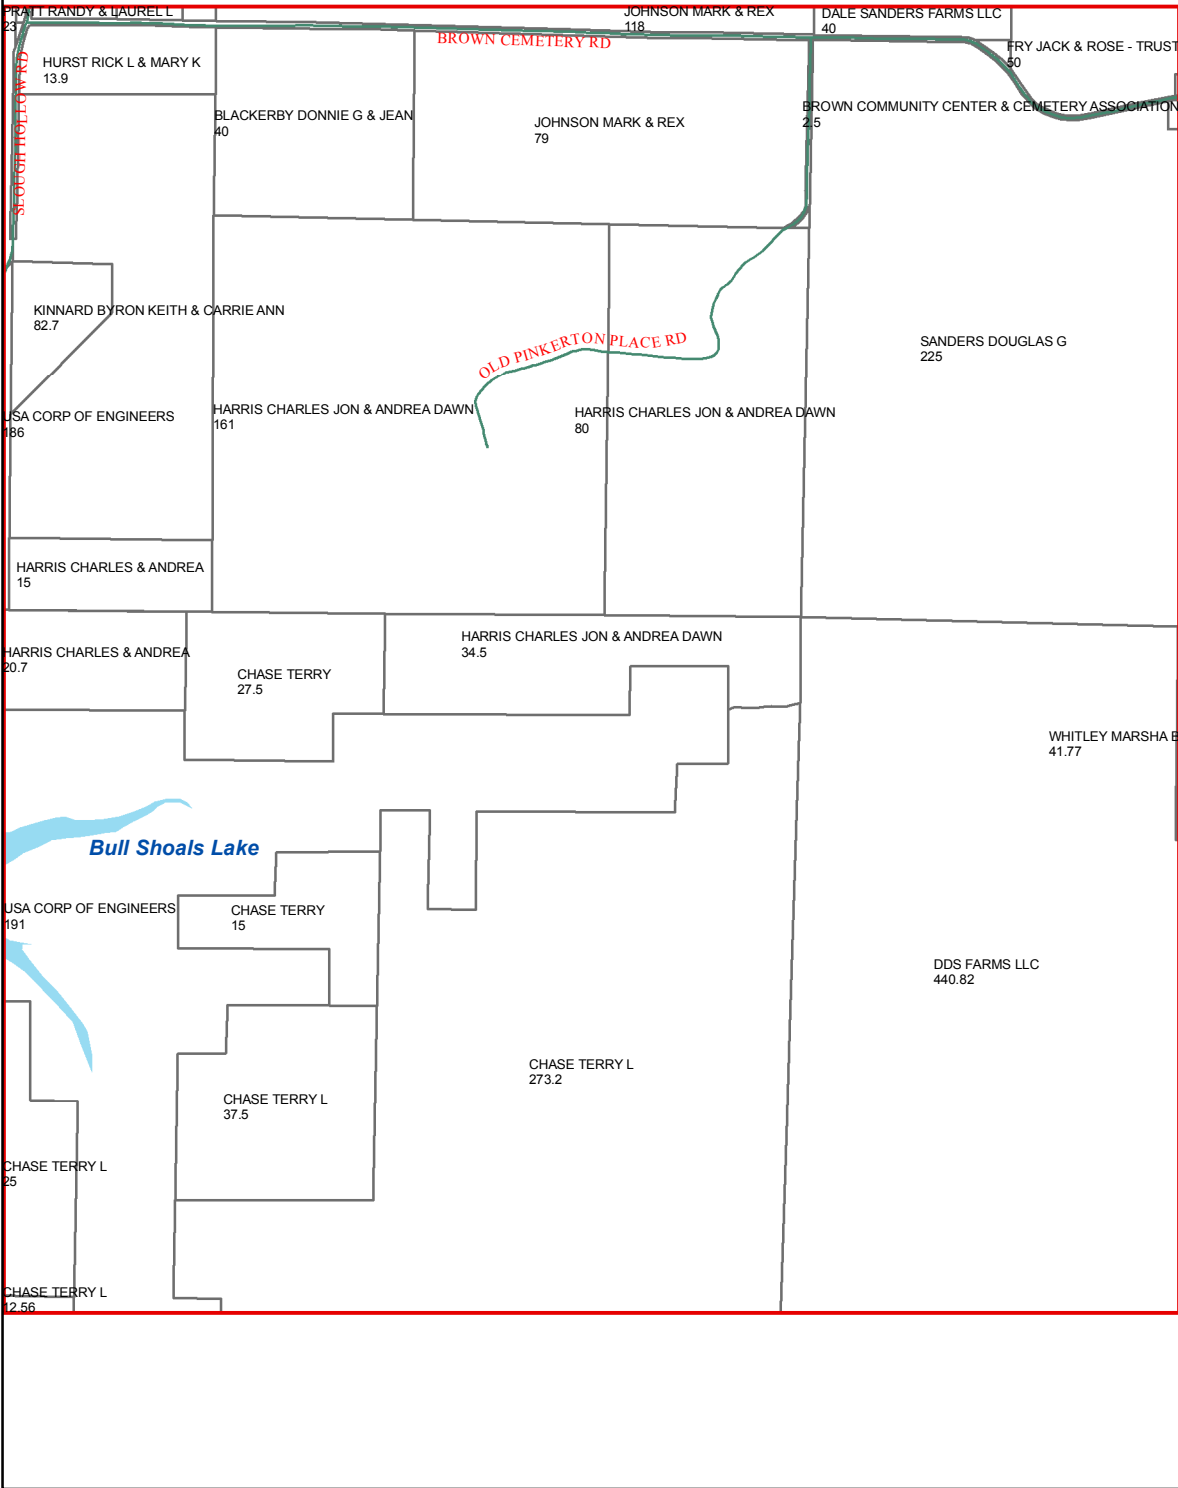 PRATT RANDY & LAUREL L
23
JOHNSON MARK & REX
118
DALE SANDERS FARMS LLC
40
BROWN CEMETERY RD
FRY JACK & ROSE - TRUST
50
SLOUGH HOLLOW RD
HURST RICK L & MARY K
13.9
BLACKERBY DONNIE G & JEAN
40
JOHNSON MARK & REX
79
BROWN COMMUNITY CENTER & CEMETERY ASSOCIATION
2.5
KINNARD BYRON KEITH & CARRIE ANN
82.7
OLD PINKERTON PLACE RD
SANDERS DOUGLAS G
225
USA CORP OF ENGINEERS
186
HARRIS CHARLES JON & ANDREA DAWN
161
HARRIS CHARLES JON & ANDREA DAWN
80
HARRIS CHARLES & ANDREA
15
HARRIS CHARLES & ANDREA
20.7
CHASE TERRY
27.5
HARRIS CHARLES JON & ANDREA DAWN
34.5
WHITLEY MARSHA E
41.77
Bull Shoals Lake
USA CORP OF ENGINEERS
191
CHASE TERRY
15
DDS FARMS LLC
440.82
CHASE TERRY L
273.2
CHASE TERRY L
37.5
CHASE TERRY L
25
CHASE TERRY L
12.56